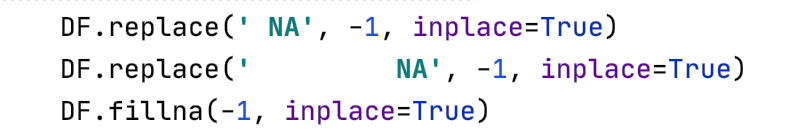 DF.replace(' NA', -1, inplace=True)
DF.replace('         NA', -1, inplace=True)
DF.fillna(-1, inplace=True)